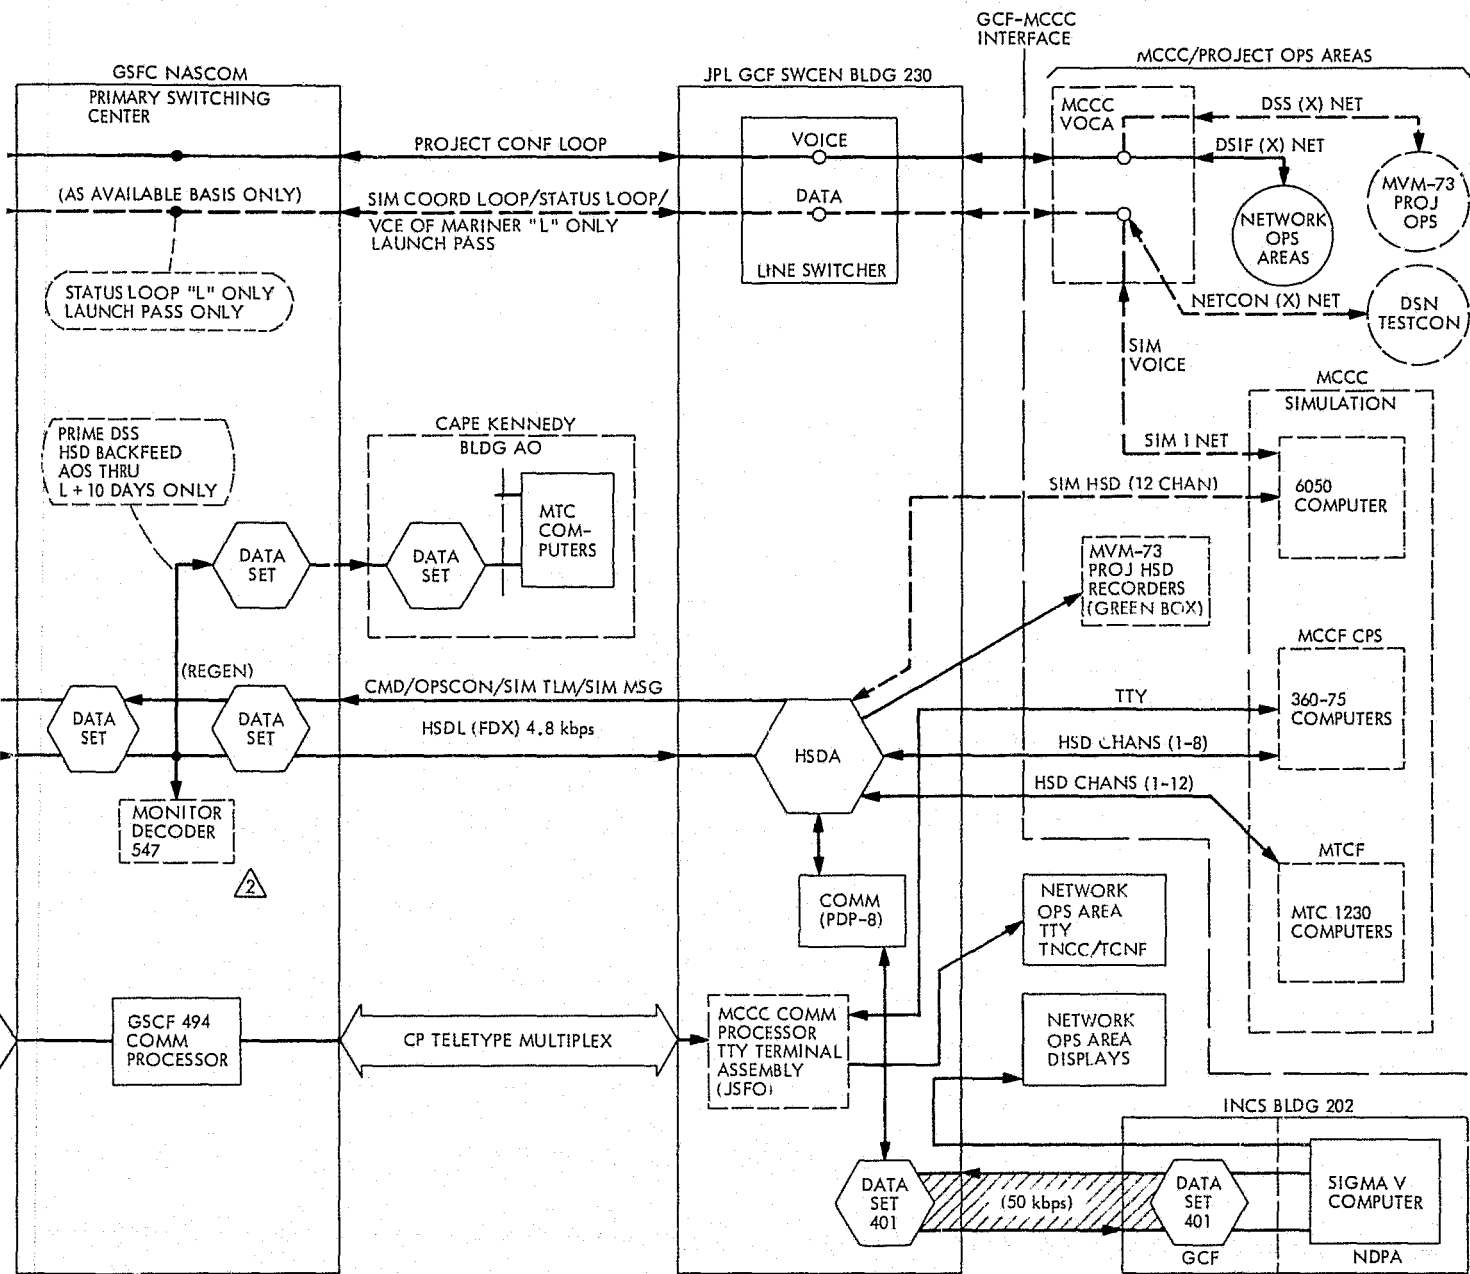 GCF-MCCC
INTERFACE
MCCC/PROJECT OPS AREAS
GSFC NASCOM
PRIMARY SWITCHING
CENTER
JPL GCF SWCEN BLDG 230
MCCC
VOCA
DSS (X) NET
PROJECT CONF LOOP
VOICE
DSIF (X) NET
MVM-73
PROJ
OPS
(AS AVAILABLE BASIS ONLY)
SIM COORD LOOP/STATUS LOOP/
VCE OF MARINER "L" ONLY
LAUNCH PASS
DATA
NETWORK
OPS
AREAS
LINE SWITCHER
STATUS LOOP "L" ONLY
LAUNCH PASS ONLY
NETCON (X) NET
DSN
TESTCON
SIM
VOICE
MCCC
SIMULATION
PRIME DSS
HSD BACKFEED
AOS THRU
L + 10 DAYS ONLY
CAPE KENNEDY
BLDG AO
SIM 1 NET
SIM HSD (12 CHAN)
6050
COMPUTER
MTC
COM-
PUTERS
DATA
SET
DATA
SET
MVM-73
PROJ HSD
RECORDERS
(GREEN BOX)
MCCF CPS
(REGEN)
CMD/OPSCON/SIM TLM/SIM MSG
TTY
360-75
COMPUTERS
DATA
SET
DATA
SET
HSDL (FDX) 4.8 kbps
HSDA
HSD CHANS (1-8)
HSD CHANS (1-12)
MONITOR
DECODER
547
MTCF
2
COMM
(PDP-8)
NETWORK
OPS AREA
TTY
TNCC/TCNF
MTC 1230
COMPUTERS
GSCF 494
COMM
PROCESSOR
CP TELETYPE MULTIPLEX
MCCC COMM
PROCESSOR
TTY TERMINAL
ASSEMBLY
(JSFO)
NETWORK
OPS AREA
DISPLAYS
INCS BLDG 202
DATA
SET
401
(50 kbps)
DATA
SET
401
SIGMA V
COMPUTER
GCF
NDPA